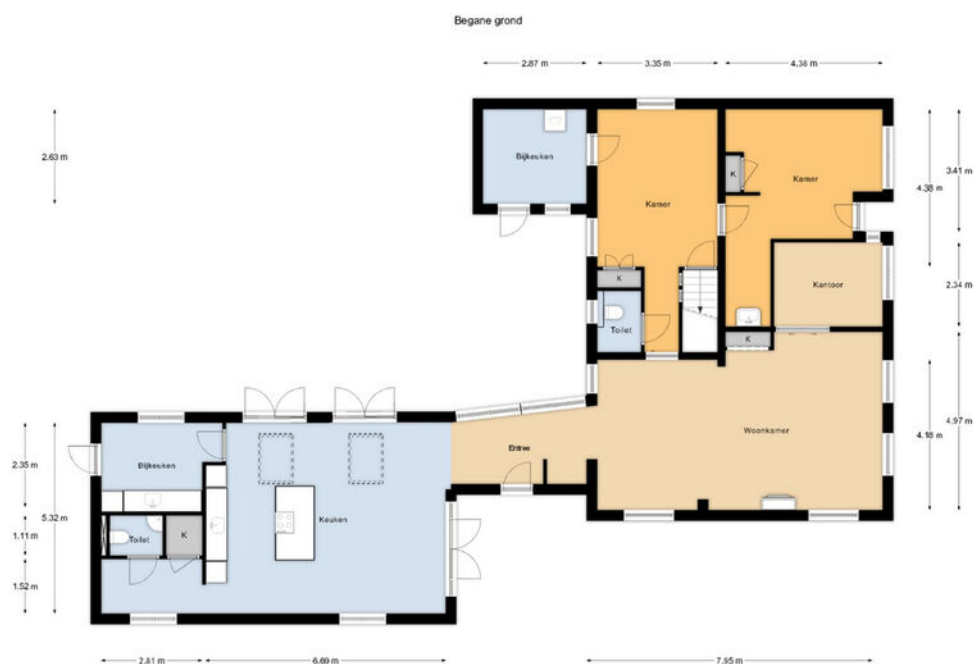 Begane grond
2.87 m
3.35 m
4.38 m
2.63 m
Bijkeuken
Kamer
K
Kamer
4.38 m
3.41 m
K
Toilet
Kantoor
2.34 m
K
Woonkamer
4.18 m
4.97 m
Entree
2.35 m
Bijkeuken
5.32 m
Keuken
1.11 m
Toilet
K
1.52 m
2.81 m
6.69 m
7.95 m